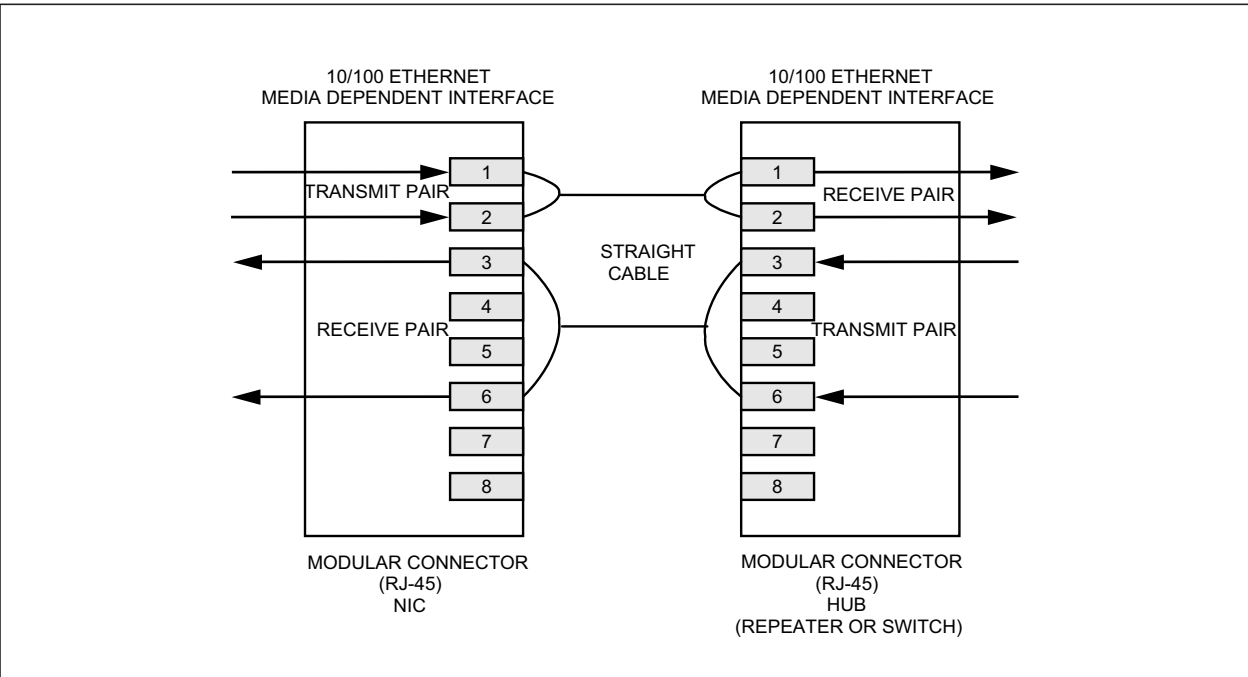 10/100 ETHERNET
MEDIA DEPENDENT INTERFACE
10/100 ETHERNET
MEDIA DEPENDENT INTERFACE
1
TRANSMIT PAIR
2
3
4
RECEIVE PAIR
5
6
7
8
STRAIGHT
CABLE
1
RECEIVE PAIR
2
3
4
TRANSMIT PAIR
5
6
7
8
MODULAR CONNECTOR
(RJ-45)
NIC
MODULAR CONNECTOR
(RJ-45)
HUB
(REPEATER OR SWITCH)